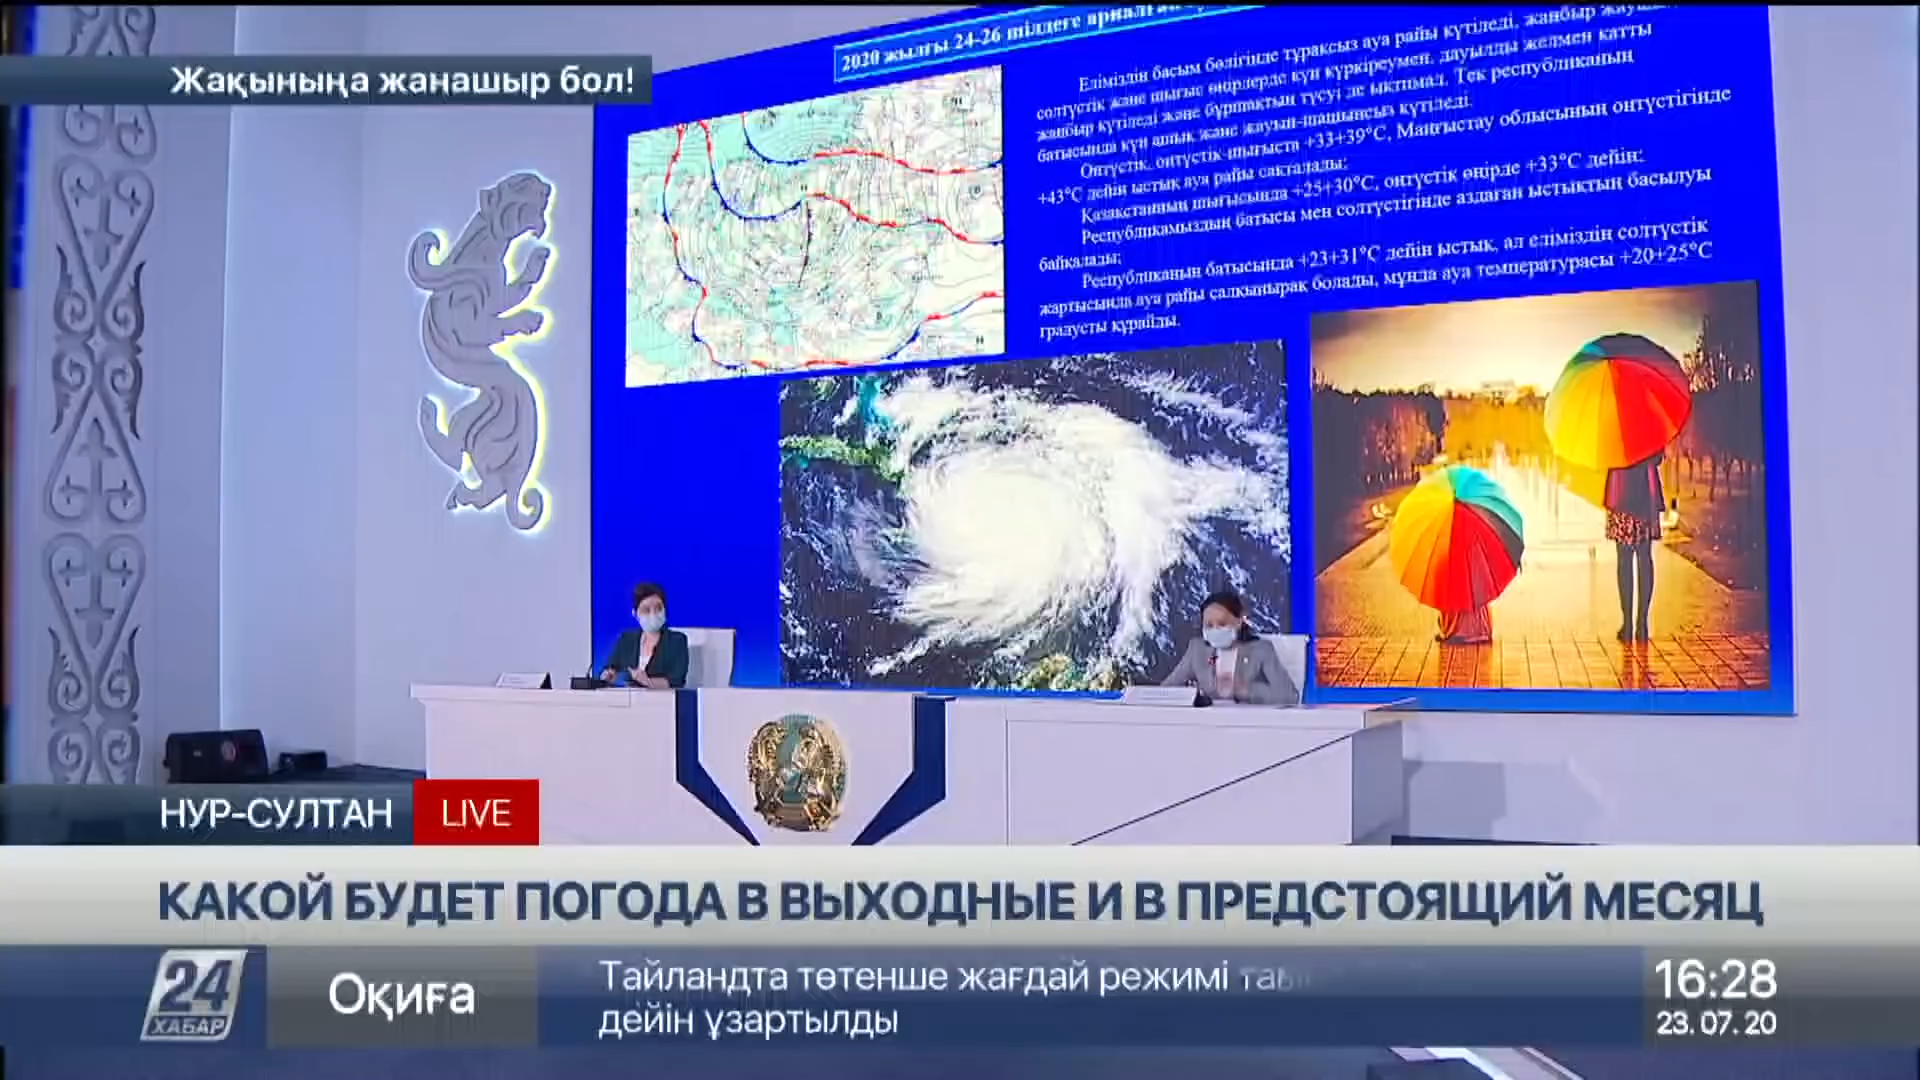 Жақыныңа жанашыр бол!
2020 жылғы 24-26 шілдеге арналған
Еліміздің басым бөлігінде тұрақсыз ауа райы күтіледі, жаңбыр
солтүстік және шығыс өңірлерде күн күркіреумен, дауылды желмен қатты
жаңбыр күтіледі және бұршақтың түсуі де ықтимал. Тек республиканың
батысында күн ашық және жауын-шашынсыз күтіледі.
Оңтүстік, оңтүстік-шығыста +33+39°C, Маңғыстау облысының оңтүстігінде
+43°C дейін ыстық ауа райы сақталады;
Қазақстанның шығысында +25+30°C, оңтүстік өңірде +33°C дейін;
Республикамыздың батысы мен солтүстігінде аздаған ыстықтың басылуы
байқалады;
Республиканың батысында +23+31°C дейін ыстық, ал еліміздің солтүстік
жартысында ауа райы салқынырақ болады, мұнда ауа температурасы +20+25°C
градусты құрайды.
НУР-СУЛТАН LIVE
КАКОЙ БУДЕТ ПОГОДА В ВЫХОДНЫЕ И В ПРЕДСТОЯЩИЙ МЕСЯЦ
24
ХАБАР
Оқиға
Тайландта төтенше жағдай режимі
дейін ұзартылды
16:28
23.07.20